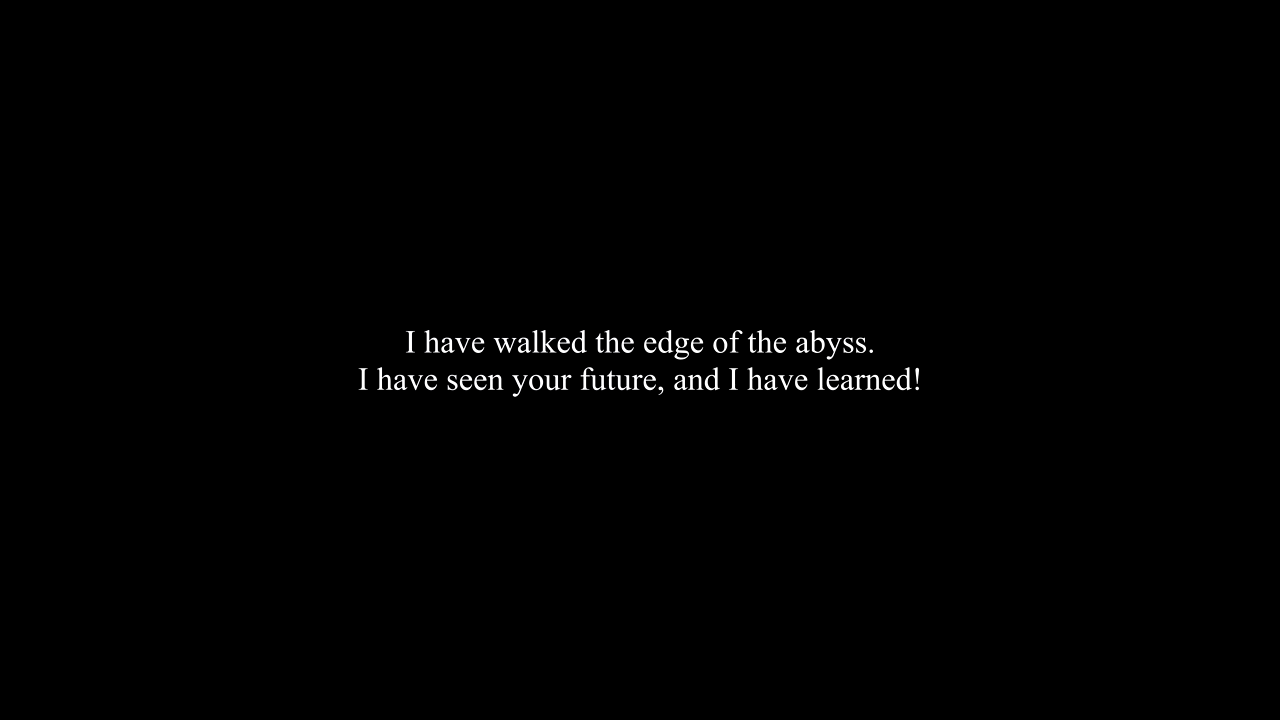 I have walked the edge of the abyss.
I have seen your future, and I have learned!